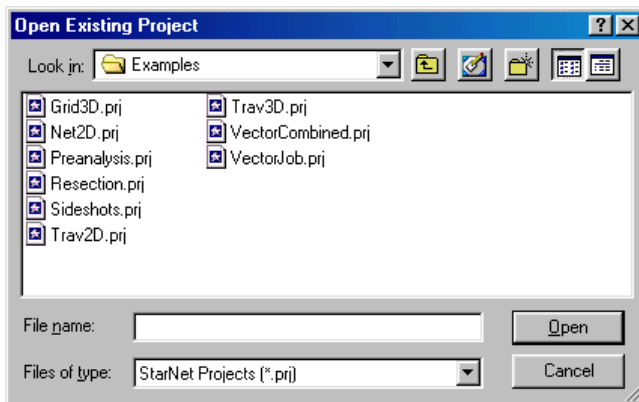 Open Existing Project
Look in: Examples
Grid3D.prj
Net2D.prj
Preanalysis.prj
Resection.prj
Sideshots.prj
Trav2D.prj
Trav3D.prj
VectorCombined.prj
VectorJob.prj
File name:
Open
Files of type: StarNet Projects (*.prj)
Cancel